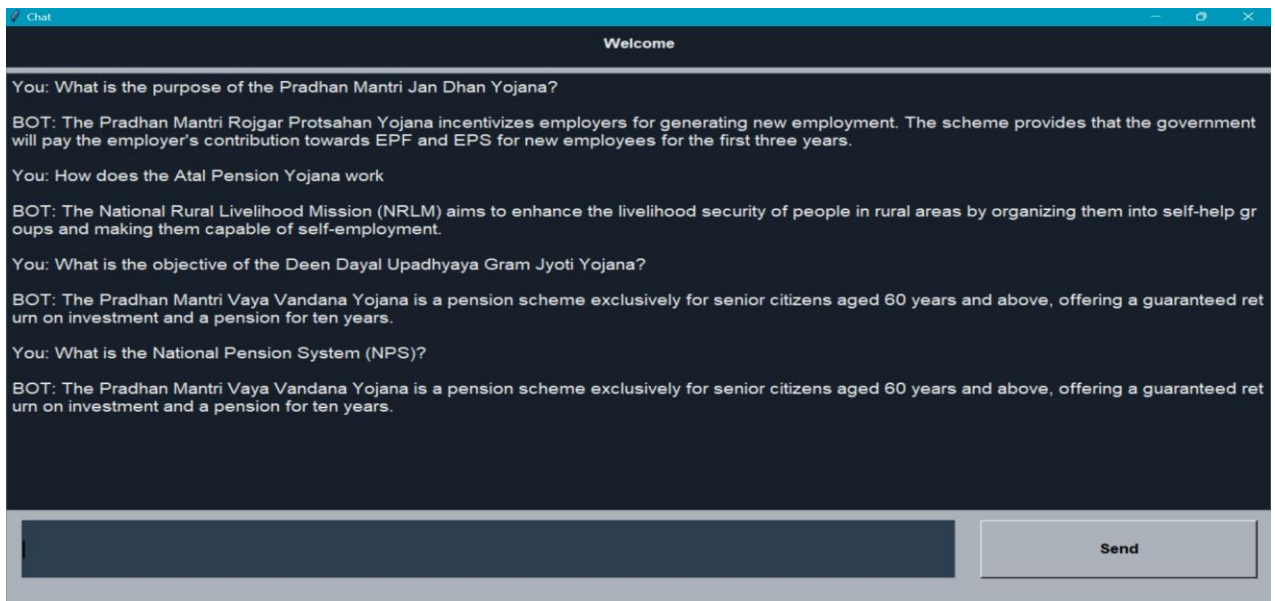 Chat
Welcome
You: What is the purpose of the Pradhan Mantri Jan Dhan Yojana?
BOT: The Pradhan Mantri Rojgar Protsahan Yojana incentivizes employers for generating new employment. The scheme provides that the government
will pay the employer's contribution towards EPF and EPS for new employees for the first three years.
You: How does the Atal Pension Yojana work
BOT: The National Rural Livelihood Mission (NRLM) aims to enhance the livelihood security of people in rural areas by organizing them into self-help gr
oups and making them capable of self-employment.
You: What is the objective of the Deen Dayal Upadhyaya Gram Jyoti Yojana?
BOT: The Pradhan Mantri Vaya Vandana Yojana is a pension scheme exclusively for senior citizens aged 60 years and above, offering a guaranteed ret
urn on investment and a pension for ten years.
You: What is the National Pension System (NPS)?
BOT: The Pradhan Mantri Vaya Vandana Yojana is a pension scheme exclusively for senior citizens aged 60 years and above, offering a guaranteed ret
urn on investment and a pension for ten years.
Send